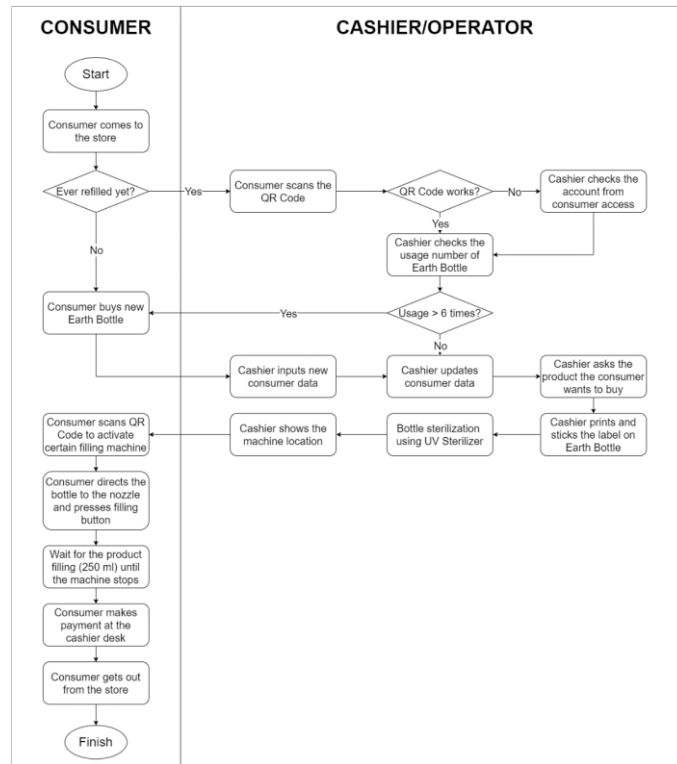 CONSUMER
CASHIER/OPERATOR
Start
Consumer comes to
the store
Ever refilled yet?
Yes
Consumer scans the
QR Code
QR Code works?
No
Cashier checks the
account from
consumer access
Yes
Cashier checks the
usage number of
Earth Bottle
No
Consumer buys new
Earth Bottle
Yes
Usage > 6 times?
No
Cashier inputs new
consumer data
Cashier updates
consumer data
Cashier asks the
product the consumer
wants to buy
Consumer scans QR
Code to activate
certain filling machine
Cashier shows the
machine location
Bottle sterilization
using UV Sterilizer
Cashier prints and
sticks the label on
Earth Bottle
Consumer directs the
bottle to the nozzle
and presses filling
button
Wait for the product
filling (250 ml) until
the machine stops
Consumer makes
payment at the
cashier desk
Consumer gets out
from the store
Finish